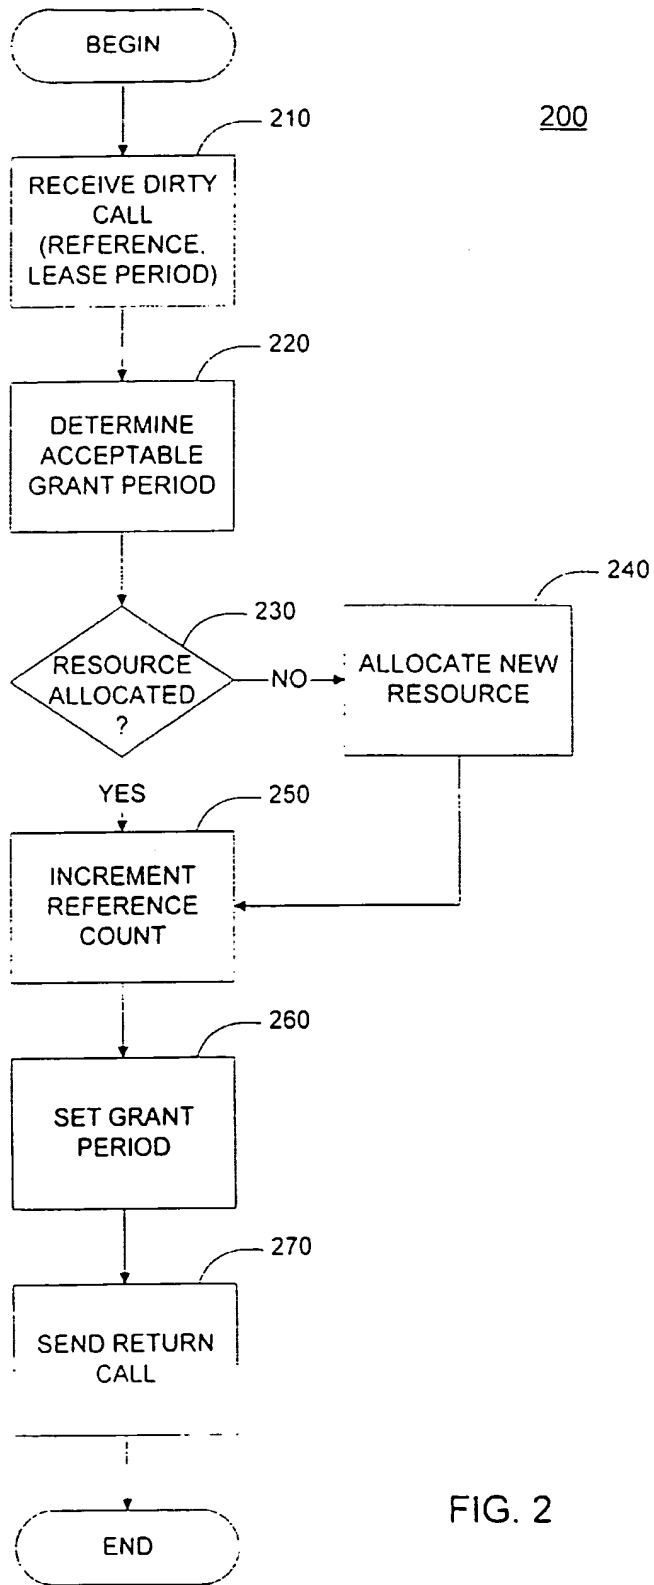 BEGIN
200
210
RECEIVE DIRTY
CALL
(REFERENCE.
LEASE PERIOD)
220
DETERMINE
ACCEPTABLE
GRANT PERIOD
230
RESOURCE
ALLOCATED
?
NO
240
ALLOCATE NEW
RESOURCE
YES
250
INCREMENT
REFERENCE
COUNT
260
SET GRANT
PERIOD
270
SEND RETURN
CALL
END
FIG. 2